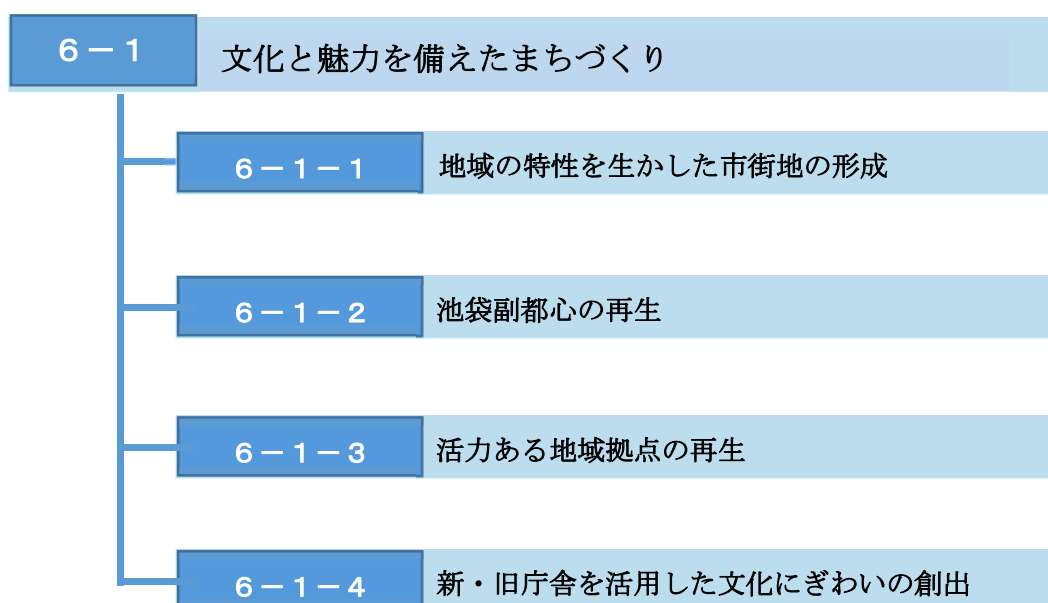 6－1
文化と魅力を備えたまちづくり
6－1－1
地域の特性を生かした市街地の形成
6－1－2
池袋副都心の再生
6－1－3
活力ある地域拠点の再生
6－1－4
新・旧庁舎を活用した文化にぎわいの創出